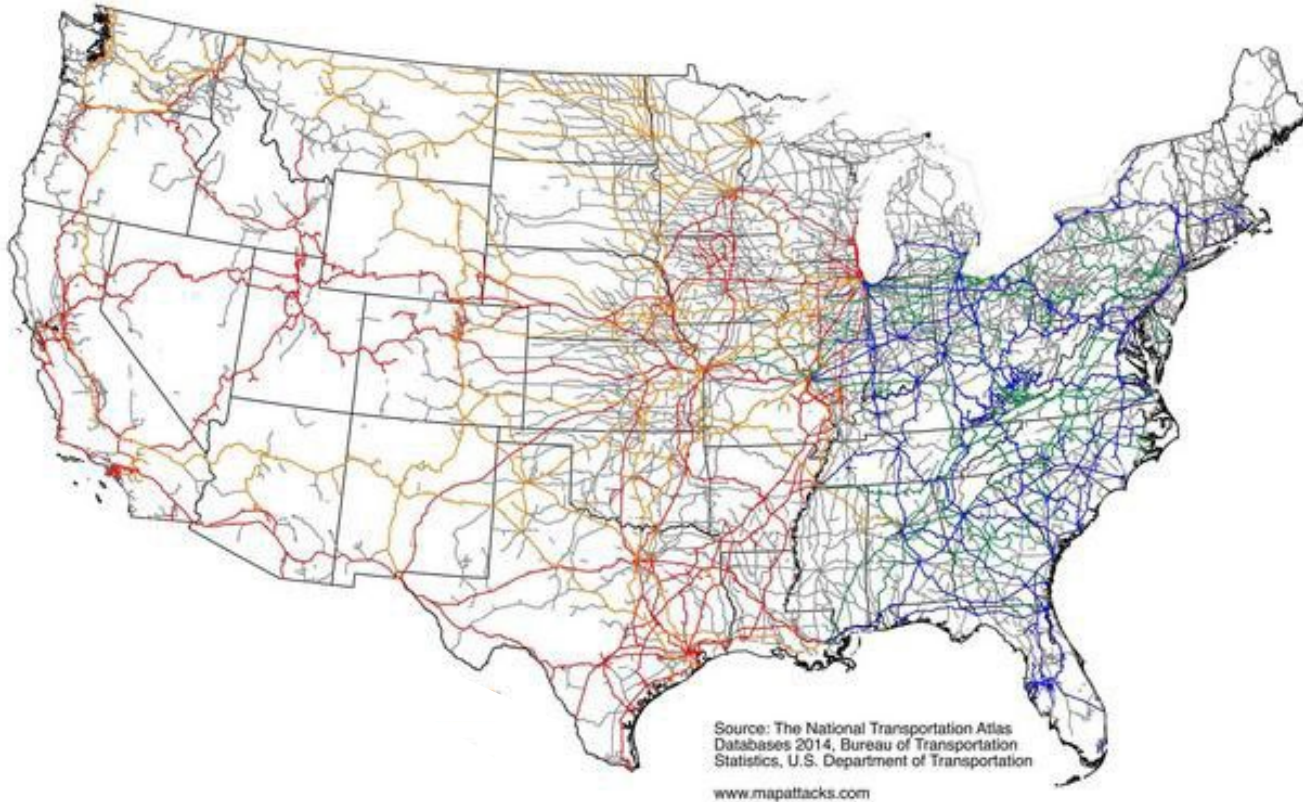 Source: The National Transportation Atlas
Databases 2014, Bureau of Transportation
Statistics, U.S. Department of Transportation
www.mapattacks.com